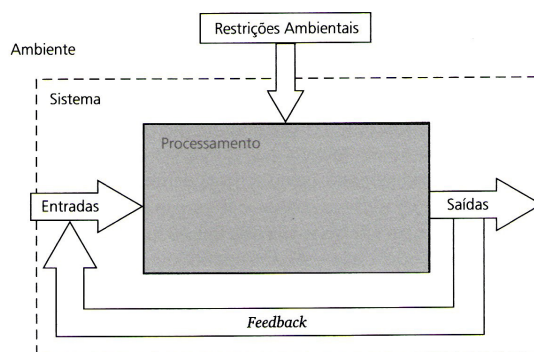 Restrições Ambientais
Ambiente
Sistema
Processamento
Entradas
Saídas
Feedback